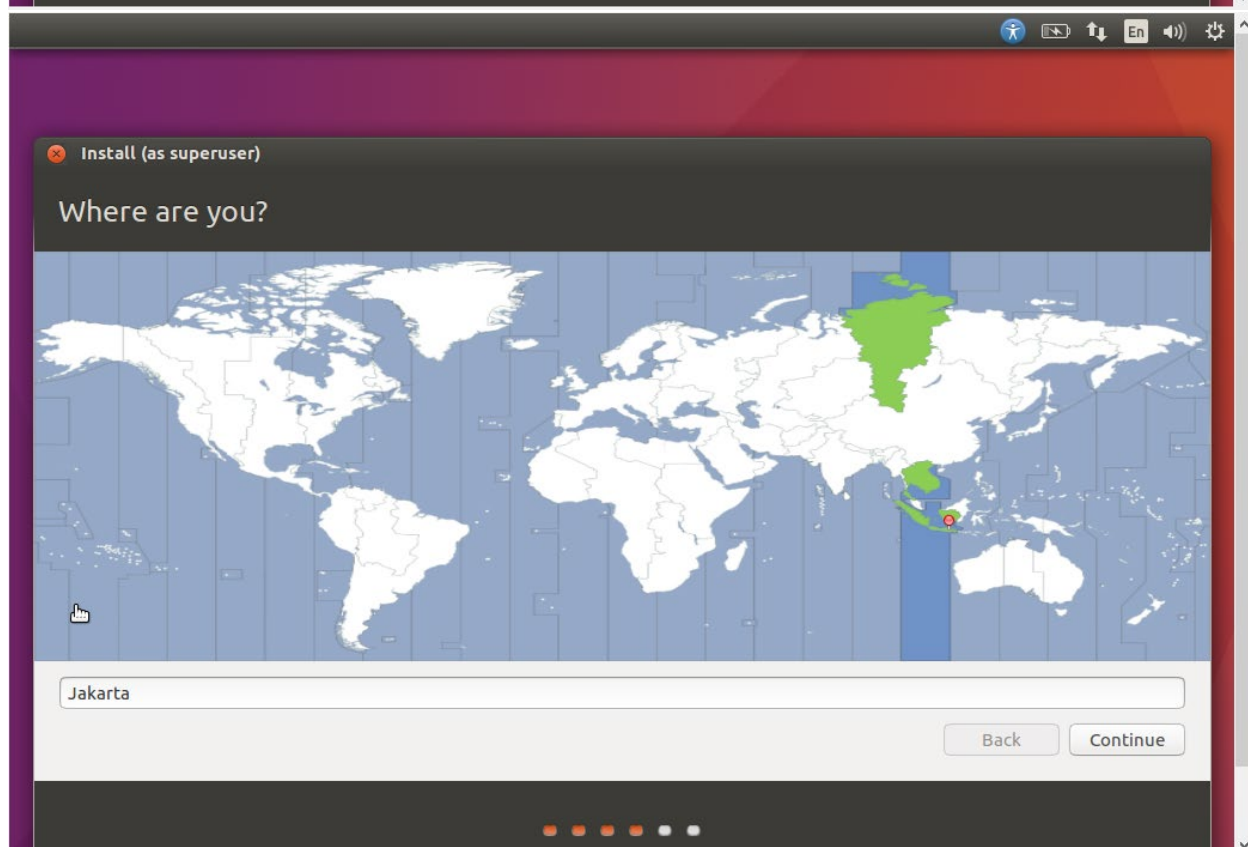 En
Install (as superuser)
Where are you?
Jakarta
Back
Continue